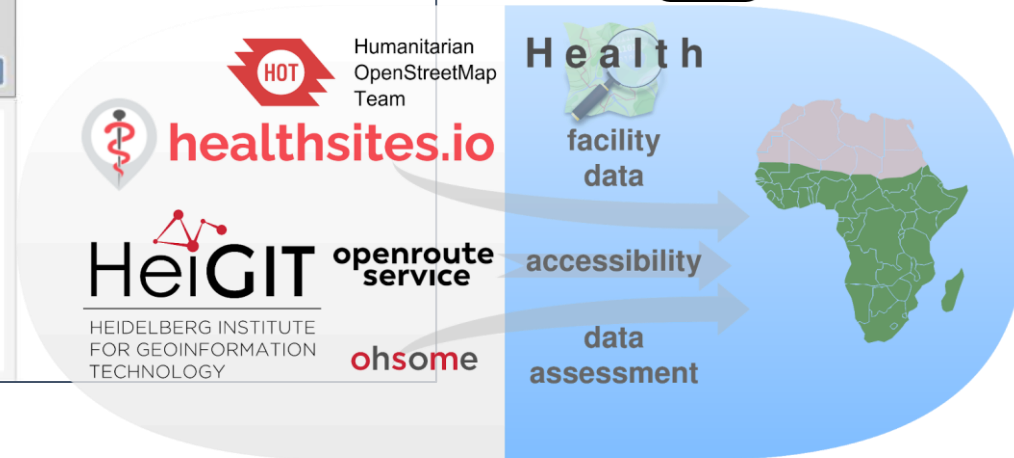 HOT
Humanitarian
OpenStreetMap
Team
healthsites.io
HeiGIT
HEIDELBERG INSTITUTE
FOR GEOINFORMATION
TECHNOLOGY
openroute
service
ohsome
Health
facility
data
accessibility
data
assessment